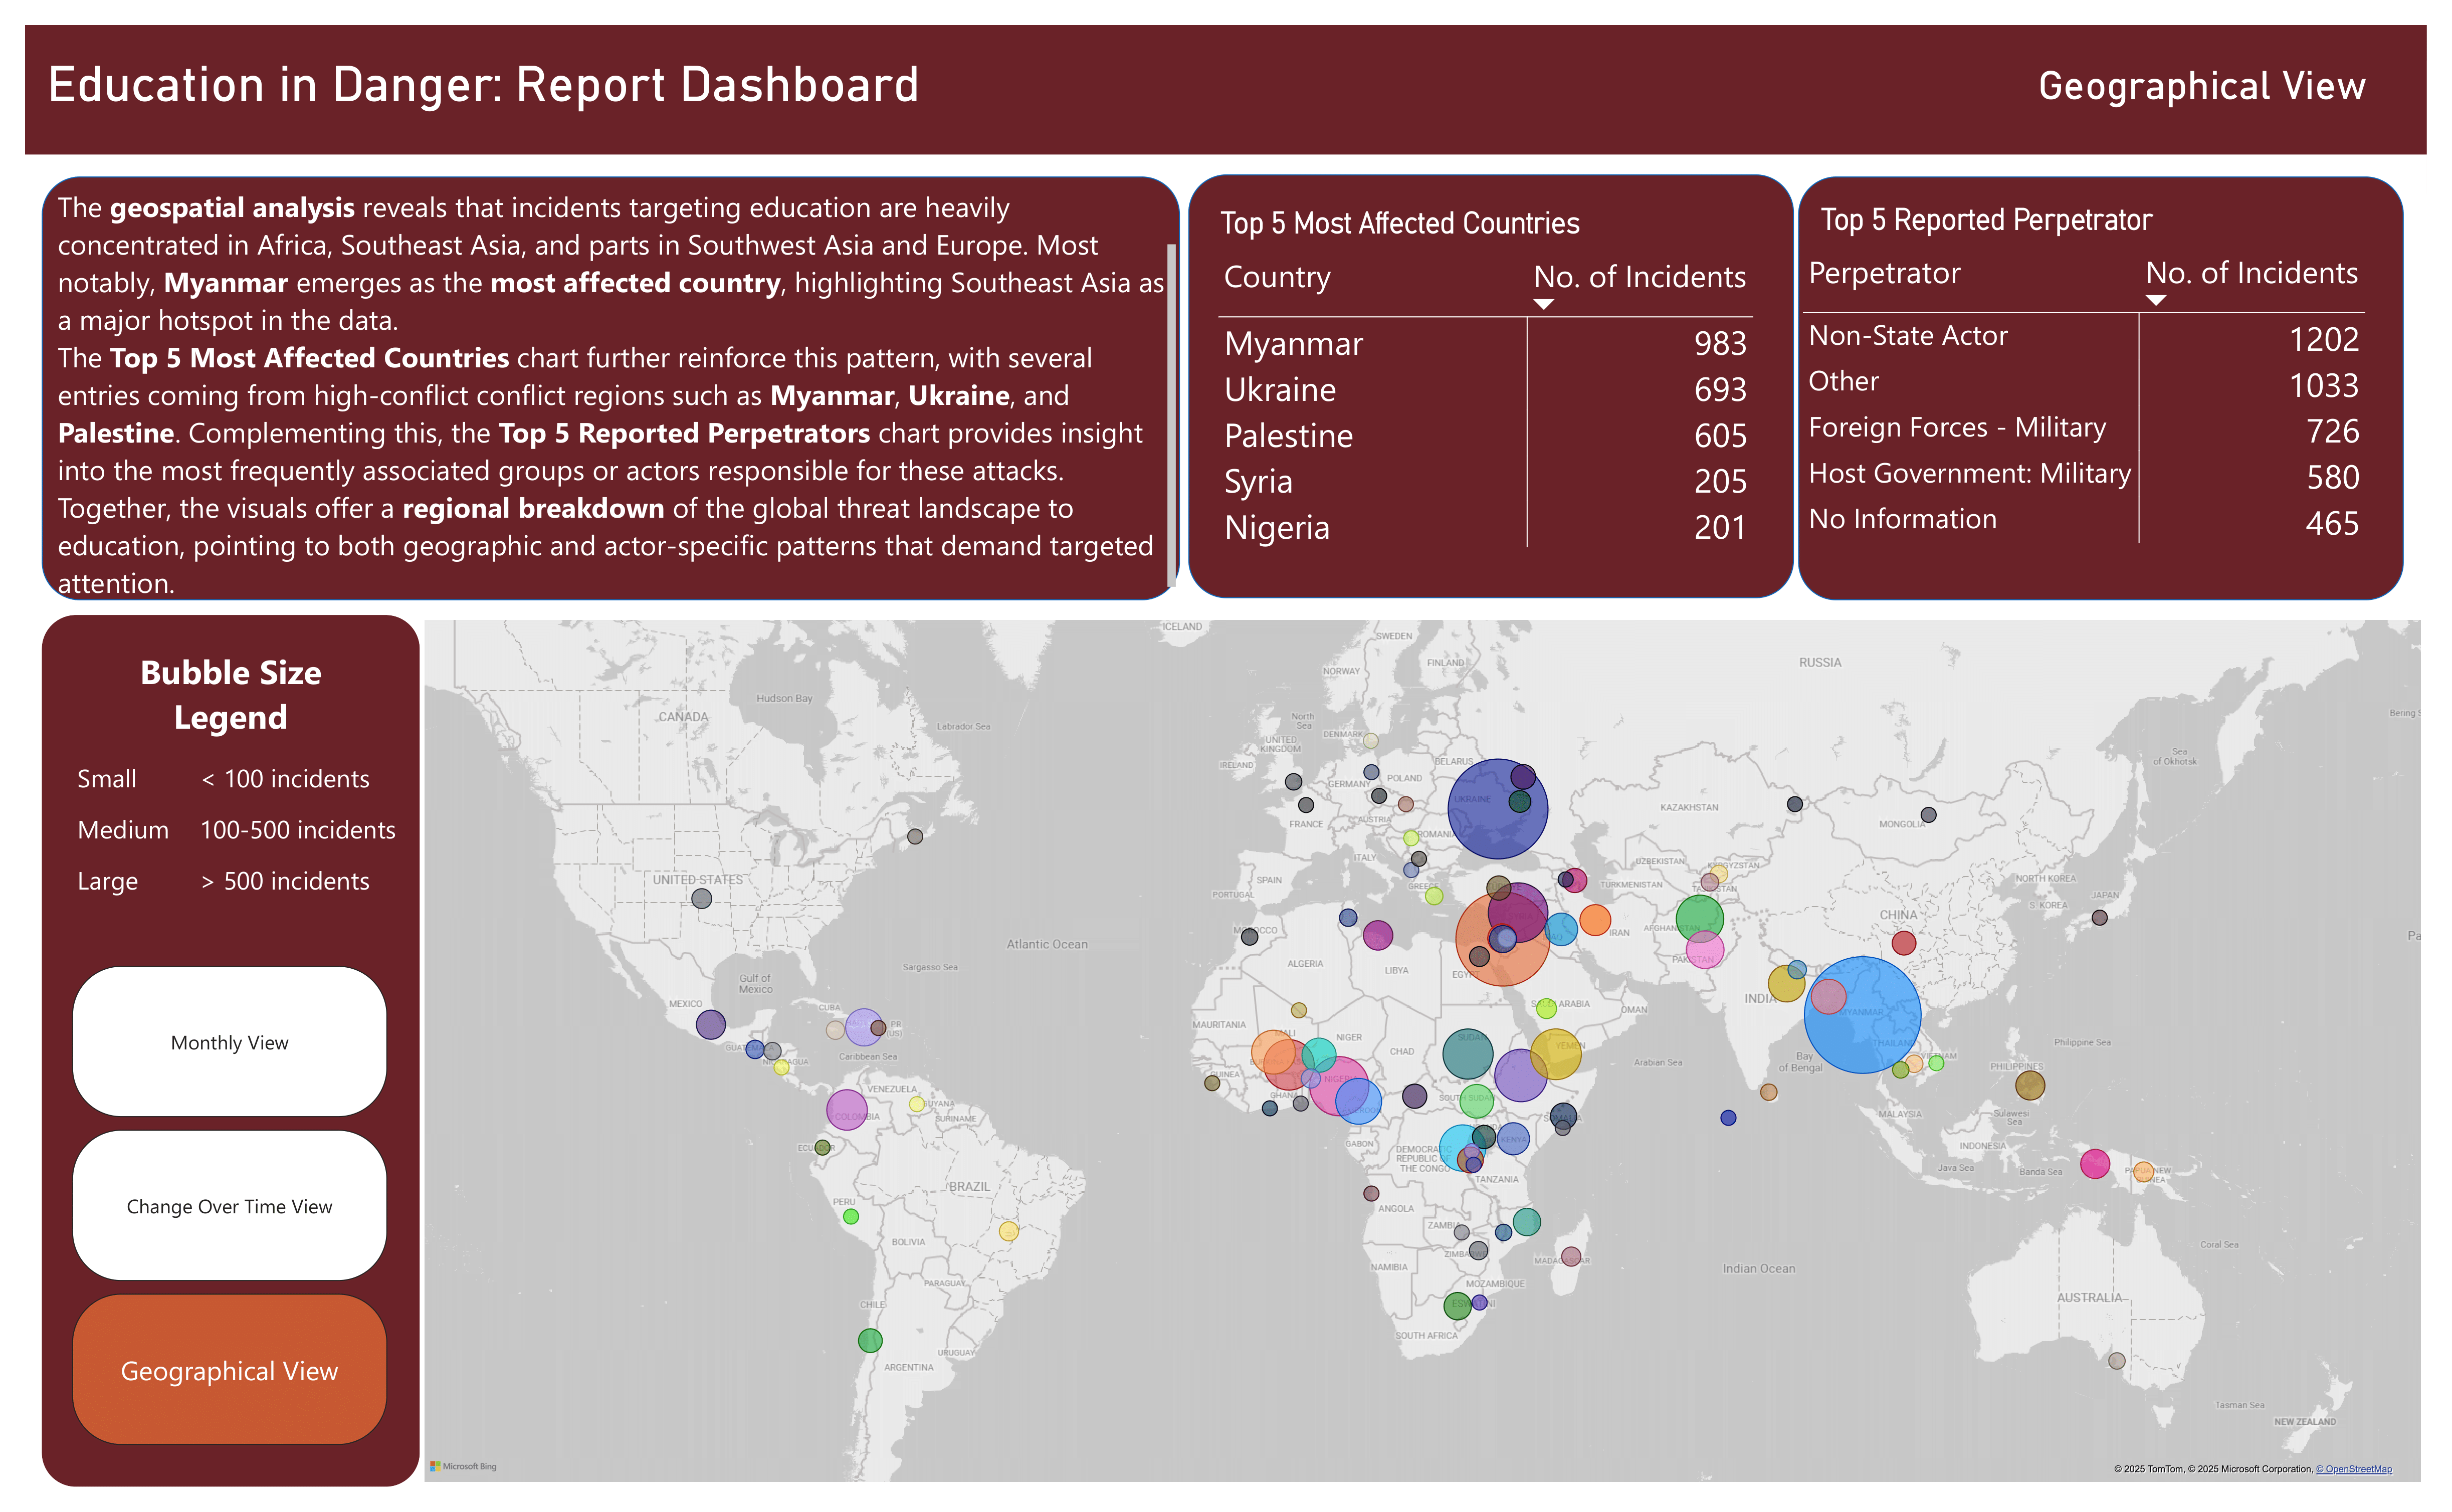 Education in Danger: Report Dashboard
Geographical View
The geospatial analysis reveals that incidents targeting education are heavily
concentrated in Africa, Southeast Asia, and parts in Southwest Asia and Europe. Most
notably, Myanmar emerges as the most affected country, highlighting Southeast Asia as
a major hotspot in the data.
The Top 5 Most Affected Countries chart further reinforce this pattern, with several
entries coming from high-conflict conflict regions such as Myanmar, Ukraine, and
Palestine. Complementing this, the Top 5 Reported Perpetrators chart provides insight
into the most frequently associated groups or actors responsible for these attacks.
Together, the visuals offer a regional breakdown of the global threat landscape to
education, pointing to both geographic and actor-specific patterns that demand targeted
attention.
Top 5 Most Affected Countries
Country No. of Incidents
Myanmar 983
Ukraine 693
Palestine 605
Syria 205
Nigeria 201
Top 5 Reported Perpetrator
Perpetrator No. of Incidents
Non-State Actor 1202
Other 1033
Foreign Forces - Military 726
Host Government: Military 580
No Information 465
Bubble Size
Legend
Small < 100 incidents
Medium 100-500 incidents
Large > 500 incidents
Monthly View
Change Over Time View
Geographical View
ICELAND
SWEDEN
NORWAY
FINLAND
RUSSIA
Hudson Bay
CANADA
Labrador Sea
North
Sea
DENMARK
UNITED
KINGDOM
IRELAND
BELARUS
POLAND
GERMANY
UKRAINE
KAZAKHSTAN
MONGOLIA
Sea
of Okhotsk
Bering S
FRANCE
AUSTRIA
ROMANIA
ITALY
UZBEKISTAN
KYRGYZSTAN
UNITED STATES
SPAIN
PORTUGAL
GREECE
TURKMENISTAN
NORTH KOREA
JAPAN
S. KOREA
CHINA
MOROCCO
Atlantic Ocean
AFGHANISTAN
IRAN
Pa
ALGERIA
LIBYA
EGYPT
PAKISTAN
Sargasso Sea
Gulf of
Mexico
MEXICO
CUBA
PR
(US)
SAUDI ARABIA
OMAN
INDIA
MYANMAR
MAURITANIA
MALI
NIGER
CHAD
SUDAN
YEMEN
THAILAND
VIETNAM
Philippine Sea
PHILIPPINES
Arabian Sea
Bay
of Bengal
Caribbean Sea
GUATEMALA
NICARAGUA
VENEZUELA
GUYANA
SURINAME
COLOMBIA
ECUADOR
GUINEA
GHANA
NIGERIA
SOUTH SUDAN
SOMALIA
MALAYSIA
Sulawesi
Sea
INDONESIA
Java Sea
Banda Sea
PAPUA NEW
GUINEA
GABON
DEMOCRATIC
REPUBLIC OF
THE CONGO
KENYA
TANZANIA
BRAZIL
PERU
BOLIVIA
ANGOLA
ZAMBIA
ZIMBABWE
MADAGASCAR
NAMIBIA
MOZAMBIQUE
Indian Ocean
Coral Sea
PARAGUAY
CHILE
ESWATINI
SOUTH AFRICA
AUSTRALIA
URUGUAY
ARGENTINA
Tasman Sea
NEW ZEALAND
Microsoft Bing
© 2025 TomTom, © 2025 Microsoft Corporation, © OpenStreetMap